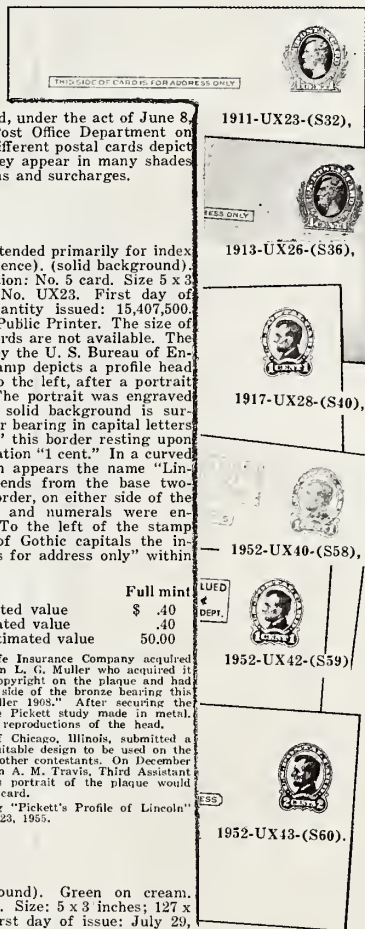 THIS SIDE OF CARD IS FOR ADDRESS ONLY
d, under the act of June 8,
ost Office Department on
ifferent postal cards depict
ey appear in many shades
ns and surcharges.
tended primarily for index
ence). (solid background).
tion: No. 5 card. Size 5 x 3
No. UX23. First day of
antity issued: 15,407,500.
Public Printer. The size of
rds are not available. The
y the U. S. Bureau of En-
amp depicts a profile head
o the left, after a portrait
The portrait was engraved
solid background is sur-
r bearing in capital letters
" this border resting upon
ation "1 cent." In a curved
n appears the name "Lin-
ends from the base two-
order, on either side of the
and numerals were en-
To the left of the stamp
of Gothic capitals the in-
s for address only" within
Full mint
ted value $ .40
ated value .40
timated value 50.00
fe Insurance Company acquired
m L. G. Muller who acquired it
opyright on the plaque and had
side of the bronze bearing this
ller 1908." After securing the
e Pickett study made in metal.
reproductions of the head.
f Chicago, Illinois, submitted a
uitable design to be used on the
other contestants. On December
n A. M. Travis, Third Assistant
s portrait of the plaque would
card.
g "Pickett's Profile of Lincoln"
23, 1955.
ound). Green on cream.
. Size: 5 x 3 inches; 127 x
irst day of issue: July 29,
1911-UX23-(S32),
ESS ONLY
1913-UX26-(S36),
1917-UX28-(S40),
1952-UX40-(S58),
LUED
¢
DEPT.
1952-UX42-(S59)
ESS
1952-UX43-(S60).